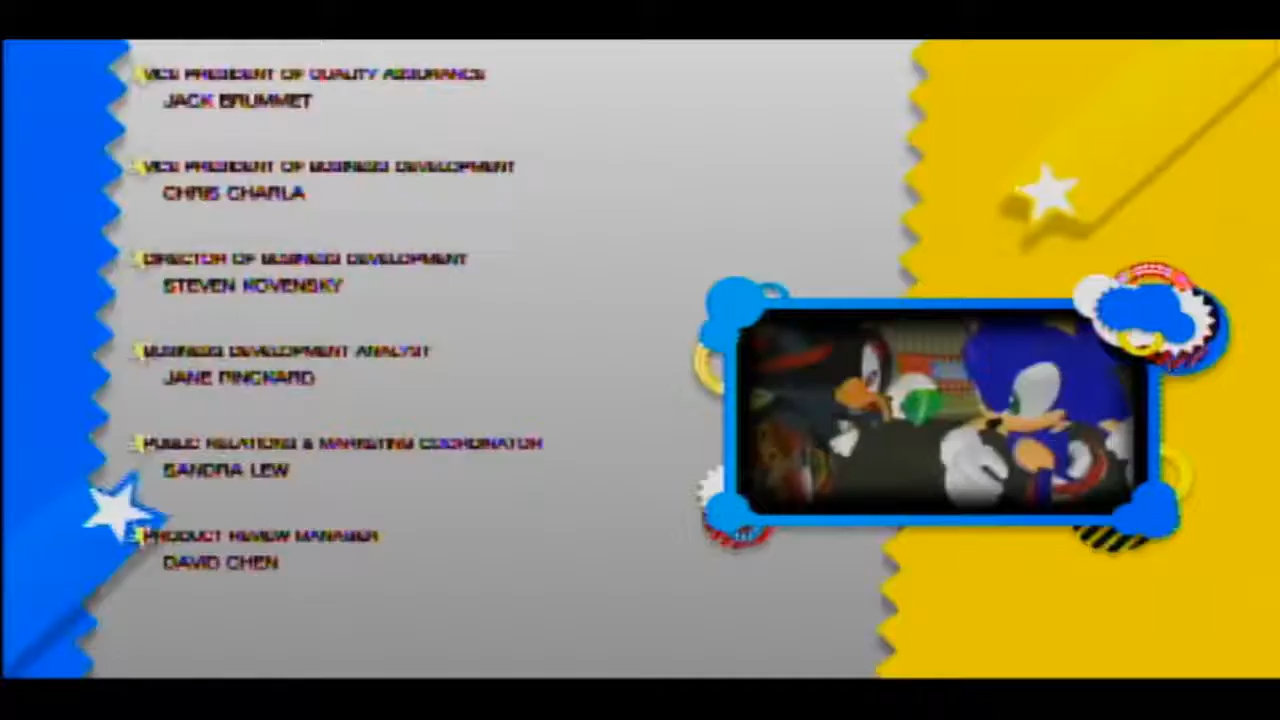 VICE PRESIDENT OF QUALITY ASSURANCE
JACK BRUMMET
VICE PRESIDENT OF BUSINESS DEVELOPMENT
CHRIS CHARLA
DIRECTOR OF BUSINESS DEVELOPMENT
STEVEN KOVENSKY
BUSINESS DEVELOPMENT ANALYST
JANE PINCKARD
PUBLIC RELATIONS & MARKETING COORDINATOR
SANDRA LEW
PRODUCT REVIEW MANAGER
DAVID CHEN